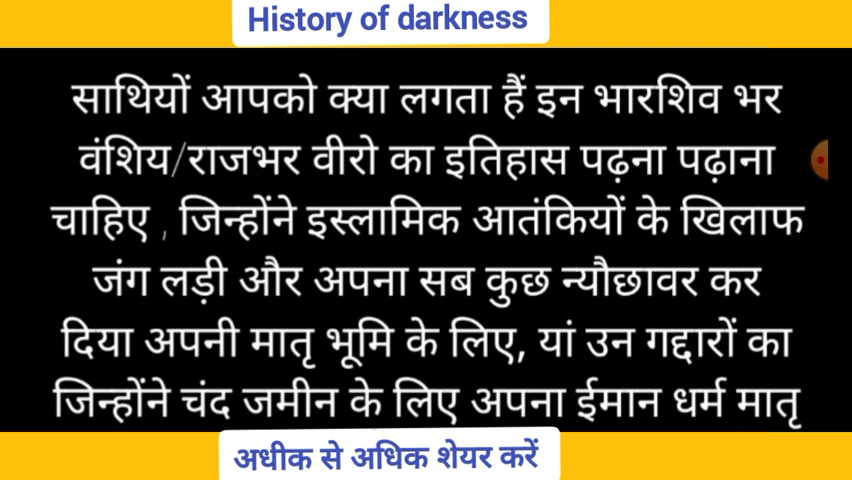 History of darkness
साथियों आपको क्या लगता हैं इन भारशिव भर
वंशिय/राजभर वीरो का इतिहास पढ़ना पढ़ाना
चाहिए , जिन्होंने इस्लामिक आतंकियों के खिलाफ
जंग लड़ी और अपना सब कुछ न्यौछावर कर
दिया अपनी मातृ भूमि के लिए, यां उन गद्दारों का
जिन्होंने चंद जमीन के लिए अपना ईमान धर्म मातृ
अधीक से अधिक शेयर करें